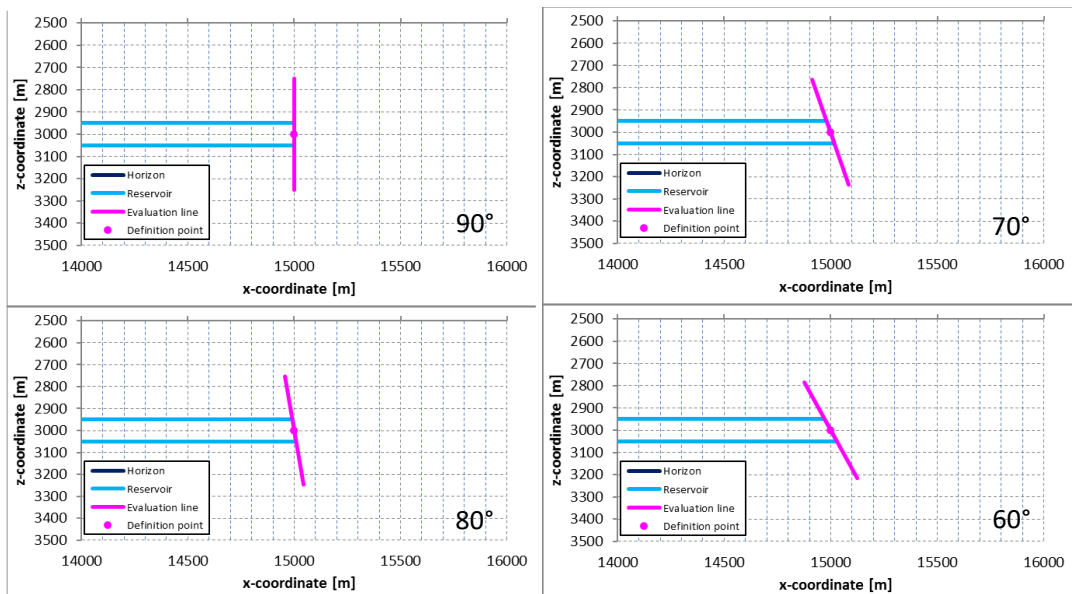 2500
2600
2700
2800
2900
3000
3100
3200
3300
3400
3500
z-coordinate [m]
Horizon
Reservoir
Evaluation line
Definition point
90°
14000 14500 15000 15500 16000
x-coordinate [m]
2500
2600
2700
2800
2900
3000
3100
3200
3300
3400
3500
z-coordinate [m]
Horizon
Reservoir
Evaluation line
Definition point
70°
14000 14500 15000 15500 16000
x-coordinate [m]
2500
2600
2700
2800
2900
3000
3100
3200
3300
3400
3500
z-coordinate [m]
Horizon
Reservoir
Evaluation line
Definition point
80°
14000 14500 15000 15500 16000
x-coordinate [m]
2500
2600
2700
2800
2900
3000
3100
3200
3300
3400
3500
z-coordinate [m]
Horizon
Reservoir
Evaluation line
Definition point
60°
14000 14500 15000 15500 16000
x-coordinate [m]